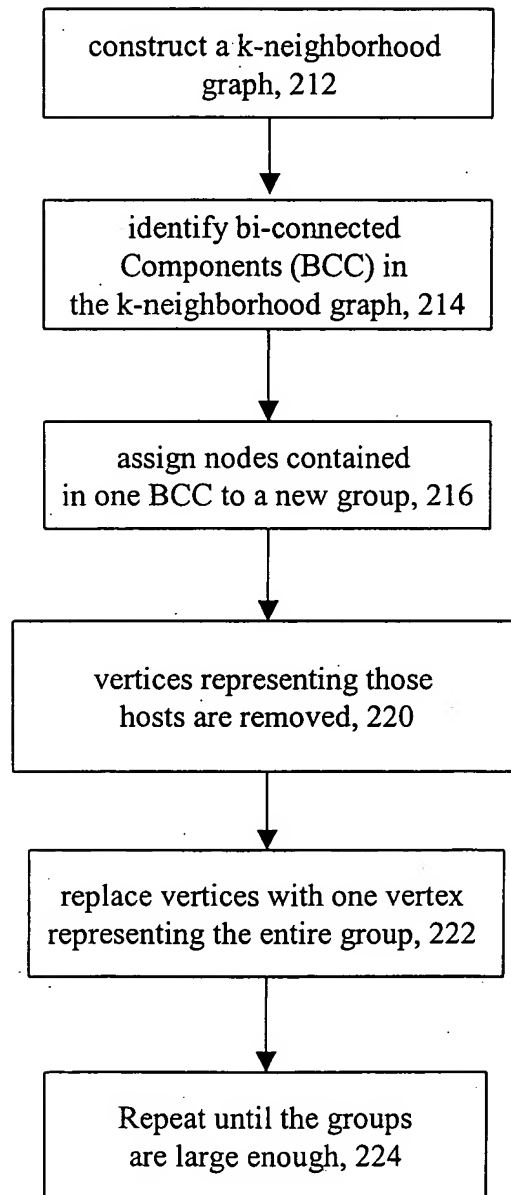 construct a k-neighborhood
graph, 212
identify bi-connected
Components (BCC) in
the k-neighborhood graph, 214
assign nodes contained
in one BCC to a new group, 216
vertices representing those
hosts are removed, 220
replace vertices with one vertex
representing the entire group, 222
Repeat until the groups
are large enough, 224